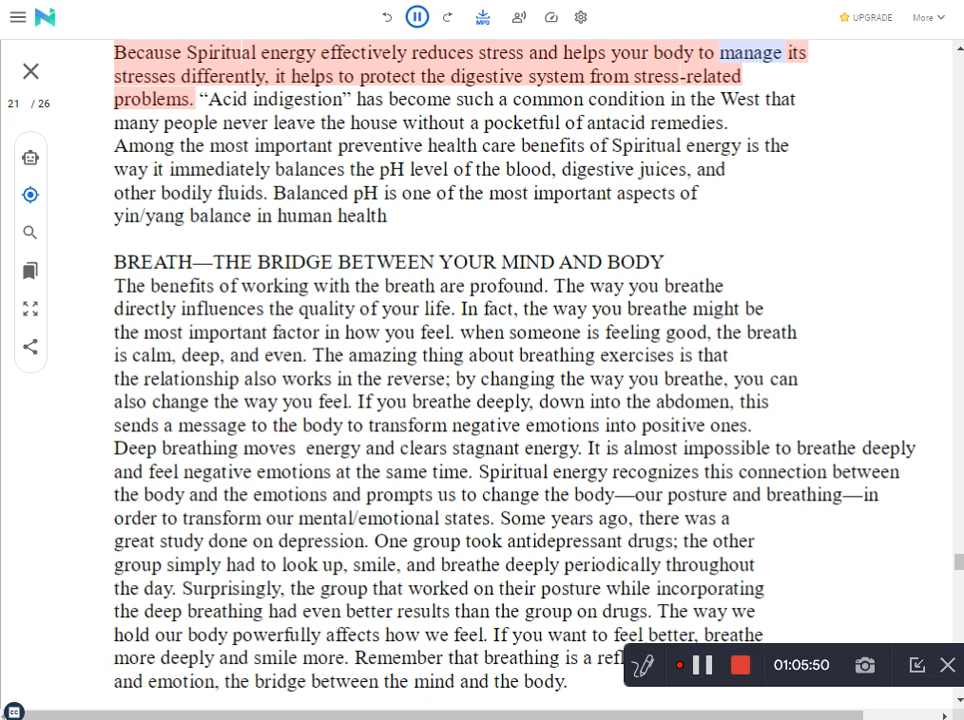 MP3
UPGRADE
More
21 / 26
Because Spiritual energy effectively reduces stress and helps your body to manage its
stresses differently, it helps to protect the digestive system from stress-related
problems. “Acid indigestion” has become such a common condition in the West that
many people never leave the house without a pocketful of antacid remedies.
Among the most important preventive health care benefits of Spiritual energy is the
way it immediately balances the pH level of the blood, digestive juices, and
other bodily fluids. Balanced pH is one of the most important aspects of
yin/yang balance in human health
BREATH—THE BRIDGE BETWEEN YOUR MIND AND BODY
The benefits of working with the breath are profound. The way you breathe
directly influences the quality of your life. In fact, the way you breathe might be
the most important factor in how you feel. when someone is feeling good, the breath
is calm, deep, and even. The amazing thing about breathing exercises is that
the relationship also works in the reverse; by changing the way you breathe, you can
also change the way you feel. If you breathe deeply, down into the abdomen, this
sends a message to the body to transform negative emotions into positive ones.
Deep breathing moves  energy and clears stagnant energy. It is almost impossible to breathe deeply
and feel negative emotions at the same time. Spiritual energy recognizes this connection between
the body and the emotions and prompts us to change the body—our posture and breathing—in
order to transform our mental/emotional states. Some years ago, there was a
great study done on depression. One group took antidepressant drugs; the other
group simply had to look up, smile, and breathe deeply periodically throughout
the day. Surprisingly, the group that worked on their posture while incorporating
the deep breathing had even better results than the group on drugs. The way we
hold our body powerfully affects how we feel. If you want to feel better, breathe
more deeply and smile more. Remember that breathing is a
and emotion, the bridge between the mind and the body.
01:05:50
CC